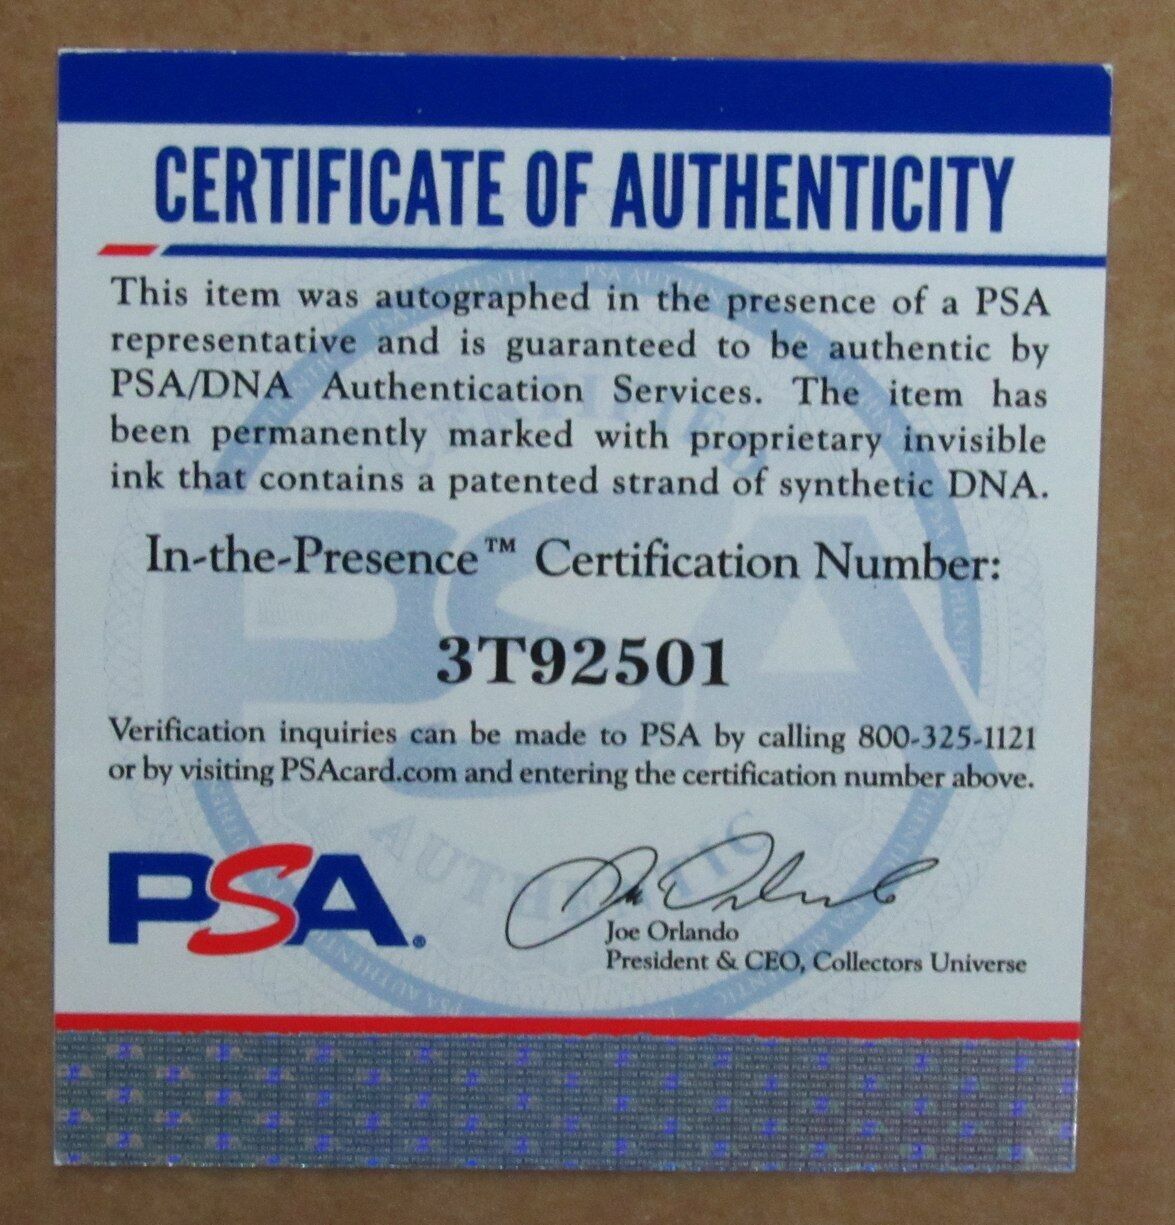 CERTIFICATE OF AUTHENTICITY
This item was autographed in the presence of a PSA
representative and is guaranteed to be authentic by
PSA/DNA Authentication Services. The item has
been permanently marked with proprietary invisible
ink that contains a patented strand of synthetic DNA.
In-the-Presence™ Certification Number:
3T92501
Verification inquiries can be made to PSA by calling 800-325-1121
or by visiting PSAcard.com and entering the certification number above.
PSA®
Joe Orlando
Joe Orlando
President & CEO, Collectors Universe
PSA
AUTHENTIC